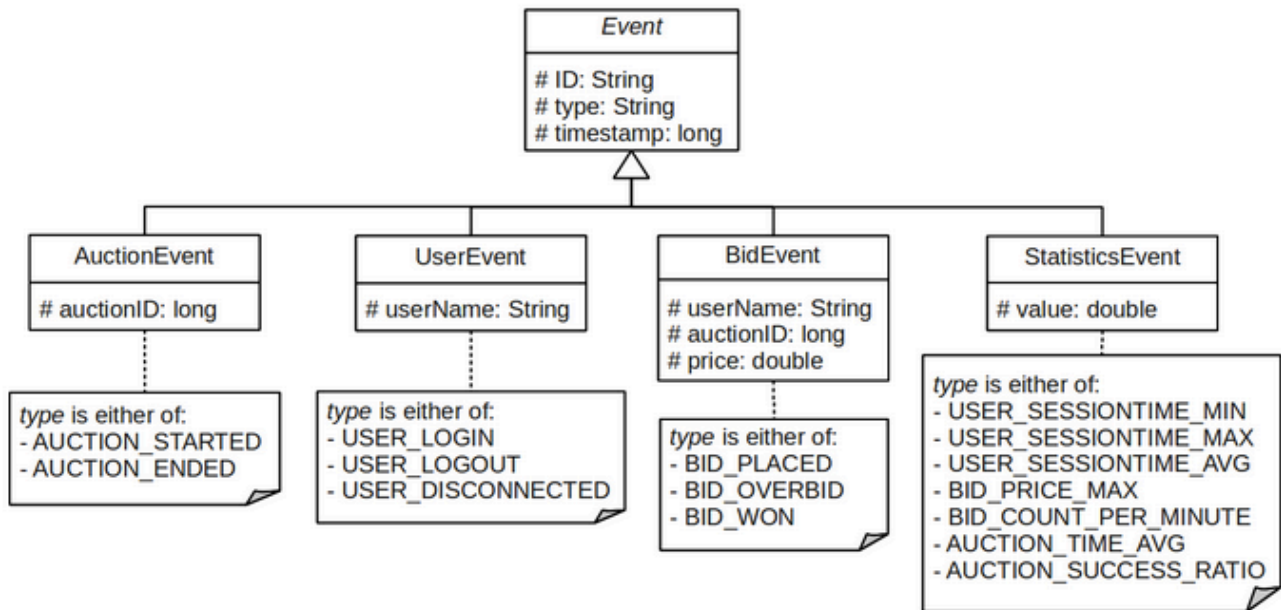 Event
# ID: String
# type: String
# timestamp: long
AuctionEvent
# auctionID: long
type is either of:
- AUCTION_STARTED
- AUCTION_ENDED
UserEvent
# userName: String
type is either of:
- USER_LOGIN
- USER_LOGOUT
- USER_DISCONNECTED
BidEvent
# userName: String
# auctionID: long
# price: double
type is either of:
- BID_PLACED
- BID_OVERBID
- BID_WON
StatisticsEvent
# value: double
type is either of:
- USER_SESSIONTIME_MIN
- USER_SESSIONTIME_MAX
- USER_SESSIONTIME_AVG
- BID_PRICE_MAX
- BID_COUNT_PER_MINUTE
- AUCTION_TIME_AVG
- AUCTION_SUCCESS_RATIO